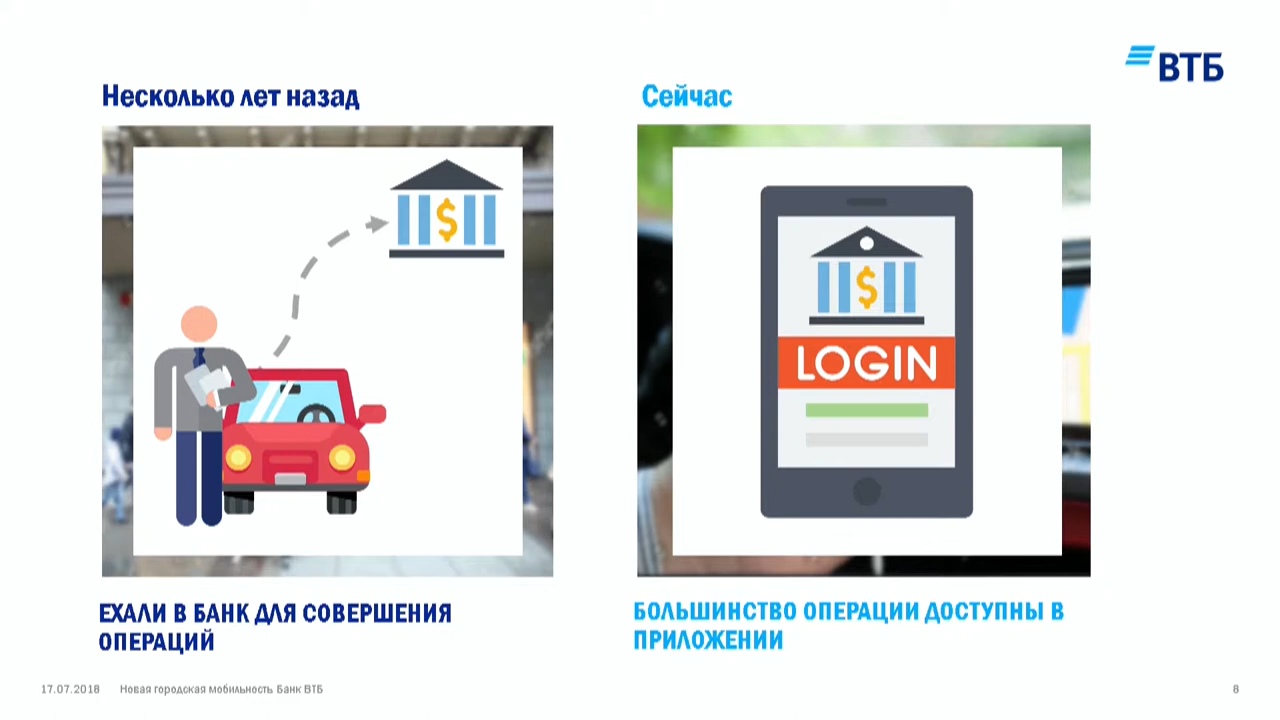 ВТБ
Несколько лет назад
Сейчас
$
$
LOGIN
ЕХАЛИ В БАНК ДЛЯ СОВЕРШЕНИЯ
ОПЕРАЦИЙ
БОЛЬШИНСТВО ОПЕРАЦИИ ДОСТУПНЫ В
ПРИЛОЖЕНИИ
17.07.2018 Новая городская мобильность Банк ВТБ
8